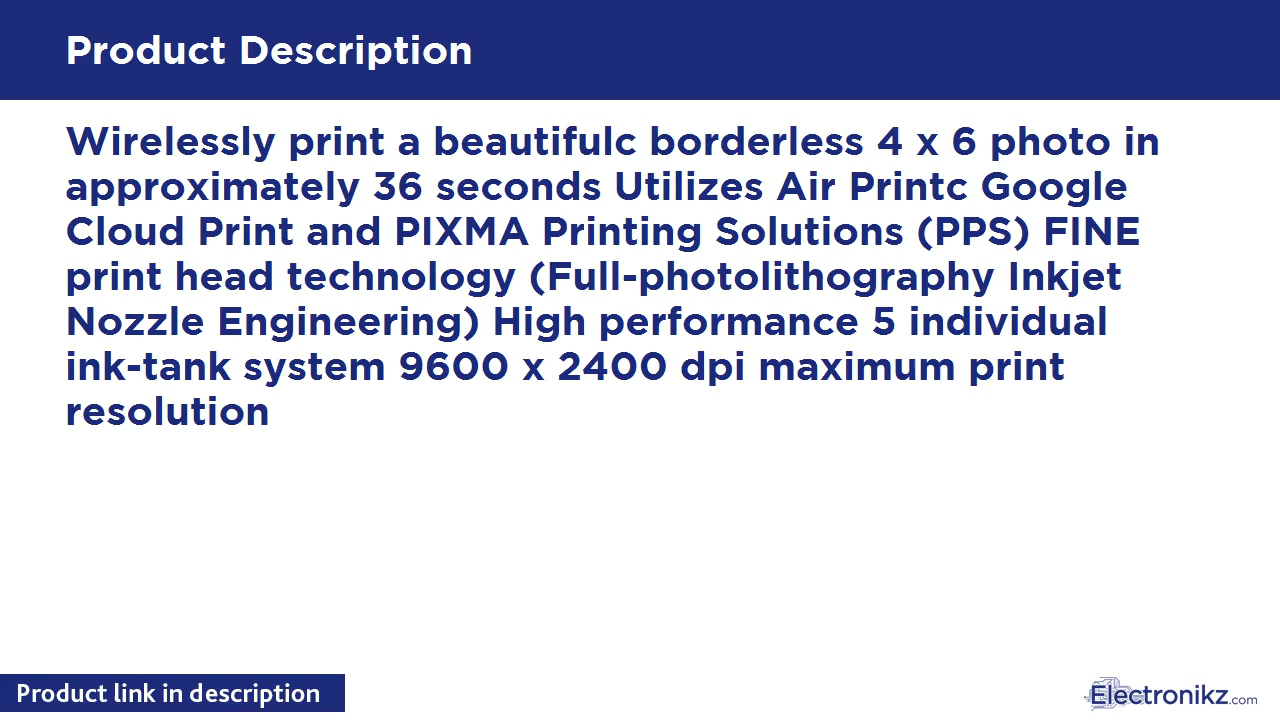 Product Description
Wirelessly print a beautifulc borderless 4 x 6 photo in
approximately 36 seconds Utilizes Air Printc Google
Cloud Print and PIXMA Printing Solutions (PPS) FINE
print head technology (Full-photolithography Inkjet
Nozzle Engineering) High performance 5 individual
ink-tank system 9600 x 2400 dpi maximum print
resolution
Product link in description
Electronikz.com